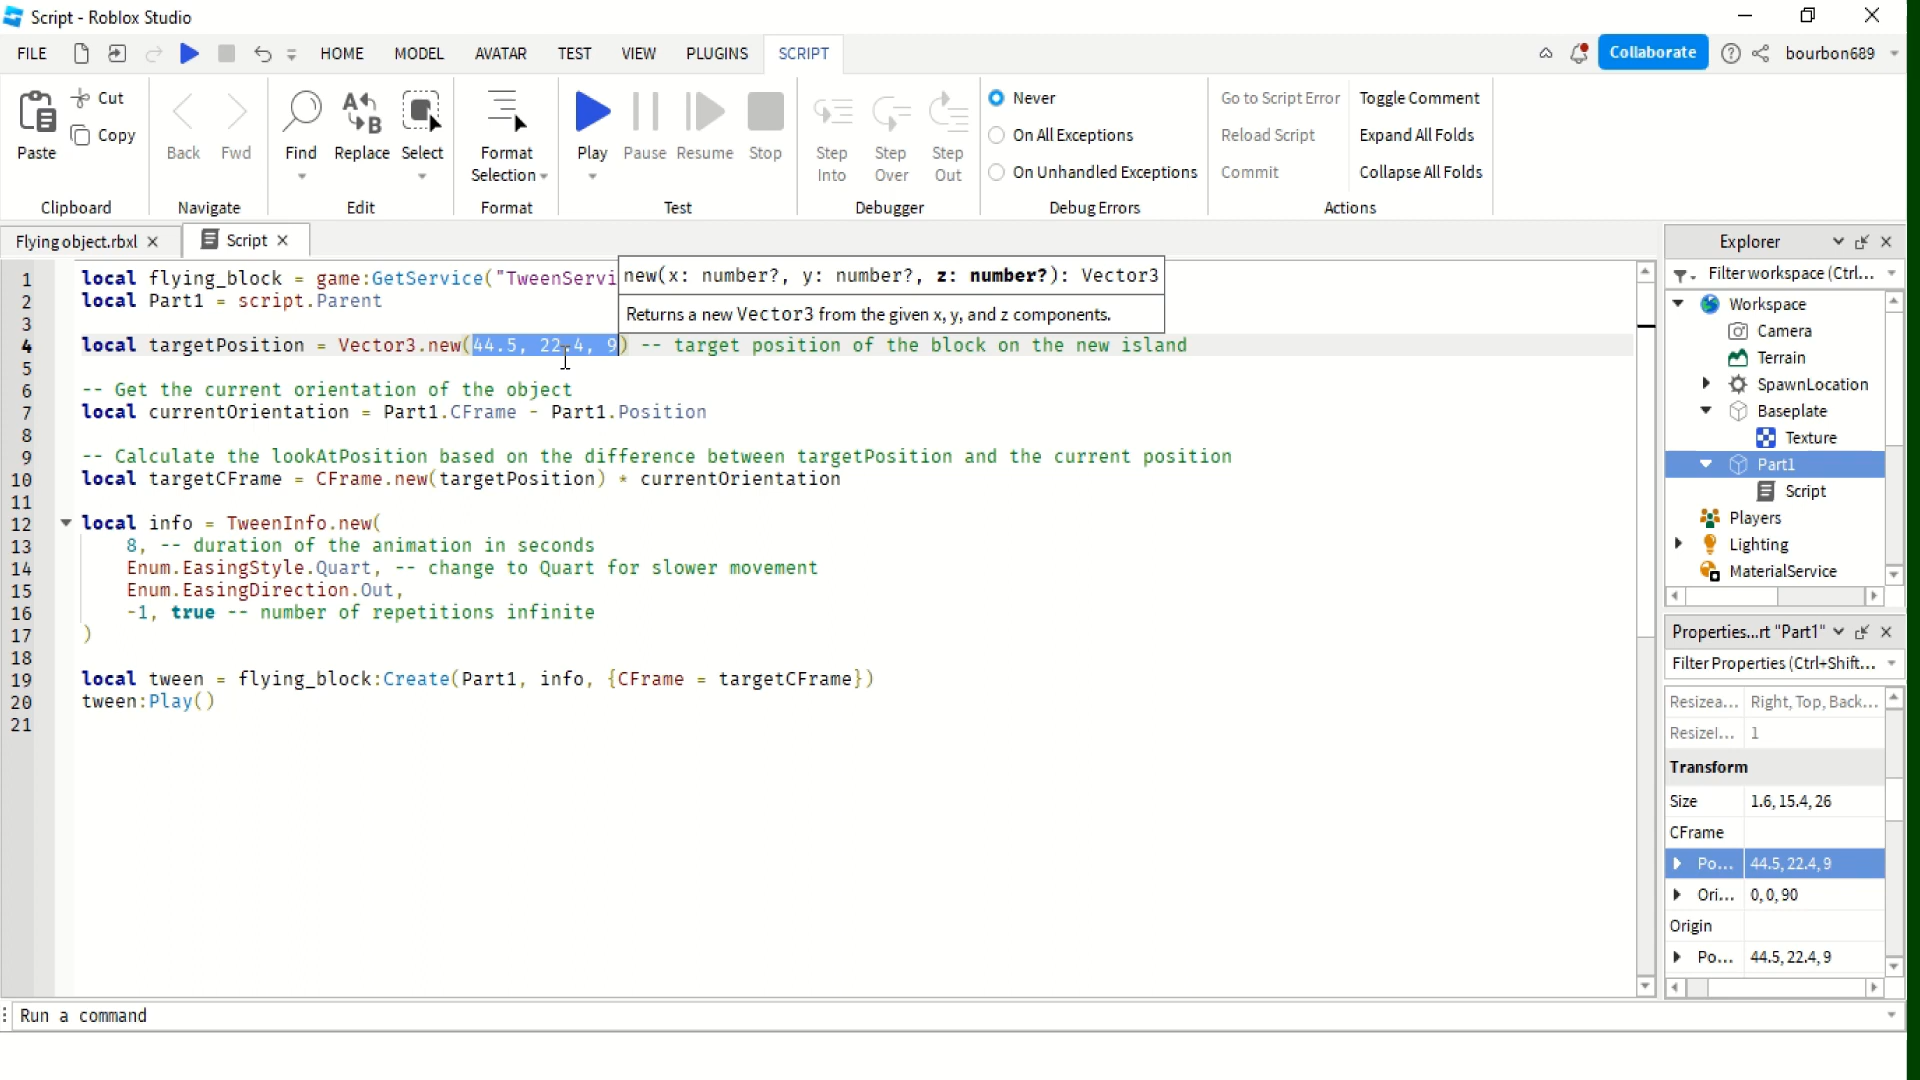 Script - Roblox Studio
FILE HOME MODEL AVATAR TEST VIEW PLUGINS SCRIPT Collaborate bourbon689
Paste Cut Copy
Clipboard
Back Fwd
Navigate
Find Replace Select
Edit
Format Selection
Format
Play Pause Resume Stop
Test
Step Into Step Over Step Out
Debugger
Never
On All Exceptions
On Unhandled Exceptions
Debug Errors
Go to Script Error Toggle Comment
Reload Script Expand All Folds
Commit Collapse All Folds
Actions
Flying object.rbxl Script
1 local flying_block = game:GetService("TweenServi
new(x: number?, y: number?, z: number?): Vector3
Returns a new Vector3 from the given x, y, and z components.
2 local Part1 = script.Parent
3
4 local targetPosition = Vector3.new(44.5, 22.4, 9) -- target position of the block on the new island
5
6 -- Get the current orientation of the object
7 local currentOrientation = Part1.CFrame - Part1.Position
8
9 -- Calculate the lookAtPosition based on the difference between targetPosition and the current position
10 local targetCFrame = CFrame.new(targetPosition) * currentOrientation
11
12 local info = TweenInfo.new(
13 8, -- duration of the animation in seconds
14 Enum.EasingStyle.Quart, -- change to Quart for slower movement
15 Enum.EasingDirection.Out,
16 -1, true -- number of repetitions infinite
17 )
18
19 local tween = flying_block:Create(Part1, info, {CFrame = targetCFrame})
20 tween:Play()
21
Explorer
Filter workspace (Ctrl...
Workspace
Camera
Terrain
SpawnLocation
Baseplate
Texture
Part1
Script
Players
Lighting
MaterialService
Properties...rt "Part1"
Filter Properties (Ctrl+Shift...
Resizea... Right, Top, Back...
ResizeI... 1
Transform
Size 1.6, 15.4, 26
CFrame
Po... 44.5, 22.4, 9
Ori... 0, 0, 90
Origin
Po... 44.5, 22.4, 9
Run a command